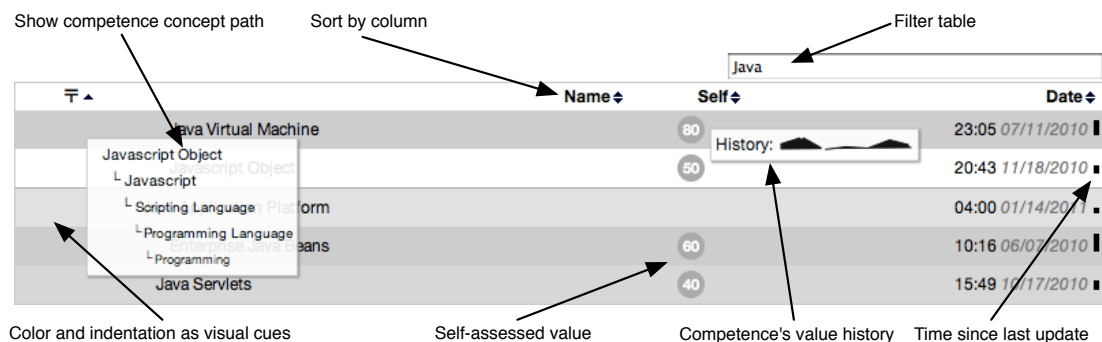 Show competence concept path Sort by column Filter table
Java
Name Self Date
Java Virtual Machine 80 23:05 07/11/2010
History:
Javascript Object
Javascript Object 50 20:43 11/18/2010
└ Javascript
└ Scripting Language Platform 04:00 01/14/2011
└ Programming Language
Enterprise Java Beans 60 10:16 06/07/2010
└ Programming
Java Servlets 40 15:49 10/17/2010
Color and indentation as visual cues Self-assessed value Competence's value history Time since last update